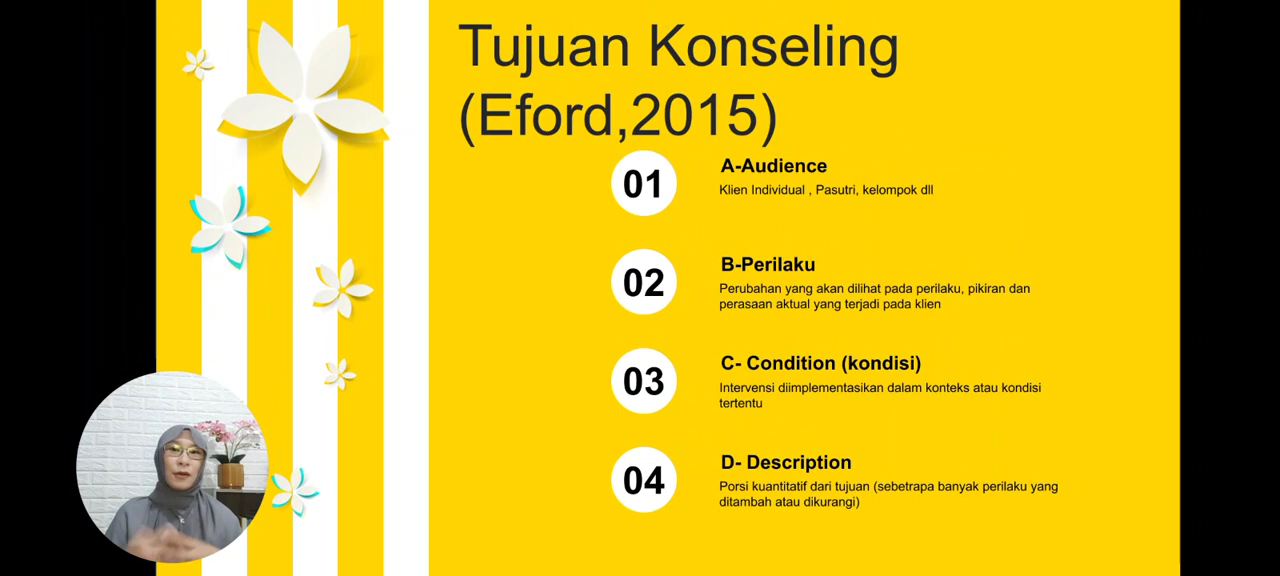 Tujuan Konseling
(Eford,2015)
01
A-Audience
Klien Individual , Pasutri, kelompok dll
02
B-Perilaku
Perubahan yang akan dilihat pada perilaku, pikiran dan
perasaan aktual yang terjadi pada klien
03
C- Condition (kondisi)
Intervensi diimplementasikan dalam konteks atau kondisi
tertentu
04
D- Description
Porsi kuantitatif dari tujuan (sebetrapa banyak perilaku yang
ditambah atau dikurangi)